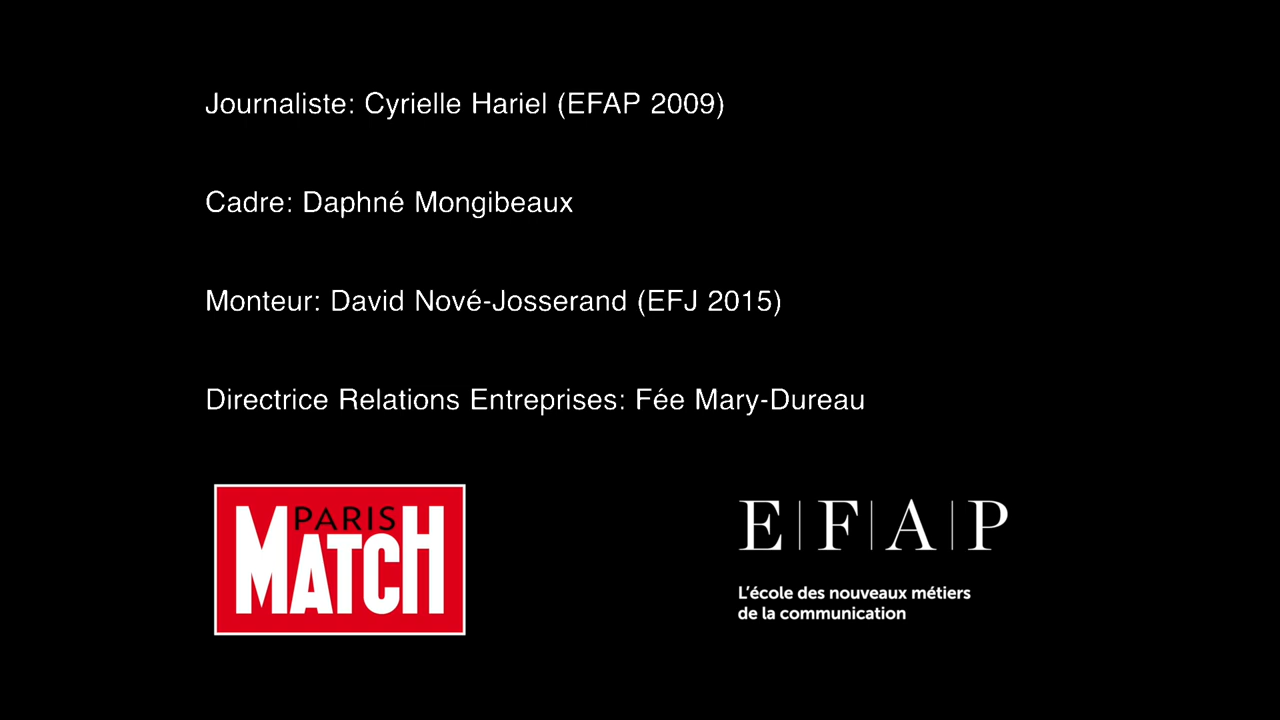 Journaliste: Cyrielle Hariel (EFAP 2009)
Cadre: Daphné Mongibeaux
Monteur: David Nové-Josserand (EFJ 2015)
Directrice Relations Entreprises: Fée Mary-Dureau
PARIS
MATCH
E|F|A|P
L'école des nouveaux métiers
de la communication